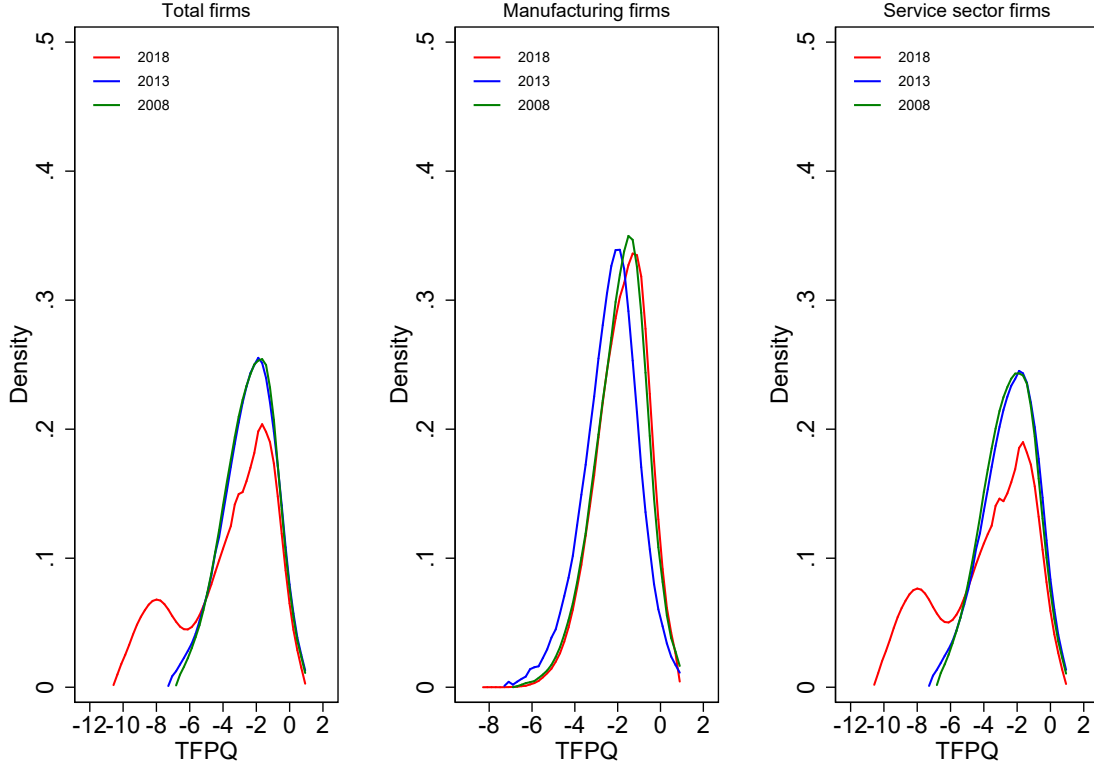 Total firms
2018
2013
2008
Density
.5
.4
.3
.2
.1
0
-12 -10 -8 -6 -4 -2 0 2
TFPQ
Manufacturing firms
2018
2013
2008
Density
.5
.4
.3
.2
.1
0
-8 -6 -4 -2 0 2
TFPQ
Service sector firms
2018
2013
2008
Density
.5
.4
.3
.2
.1
0
-12 -10 -8 -6 -4 -2 0 2
TFPQ